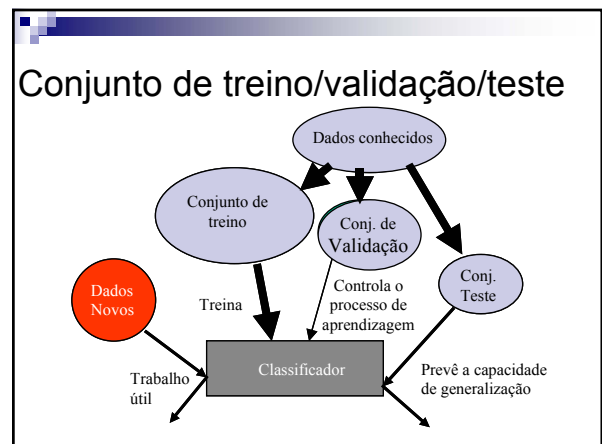 Conjunto de treino/validação/teste
Dados conhecidos
Conjunto de
treino
Conj. de
Validação
Conj.
Teste
Dados
Novos
Treina
Controla o
processo de
aprendizagem
Classificador
Trabalho
útil
Prevê a capacidade
de generalização